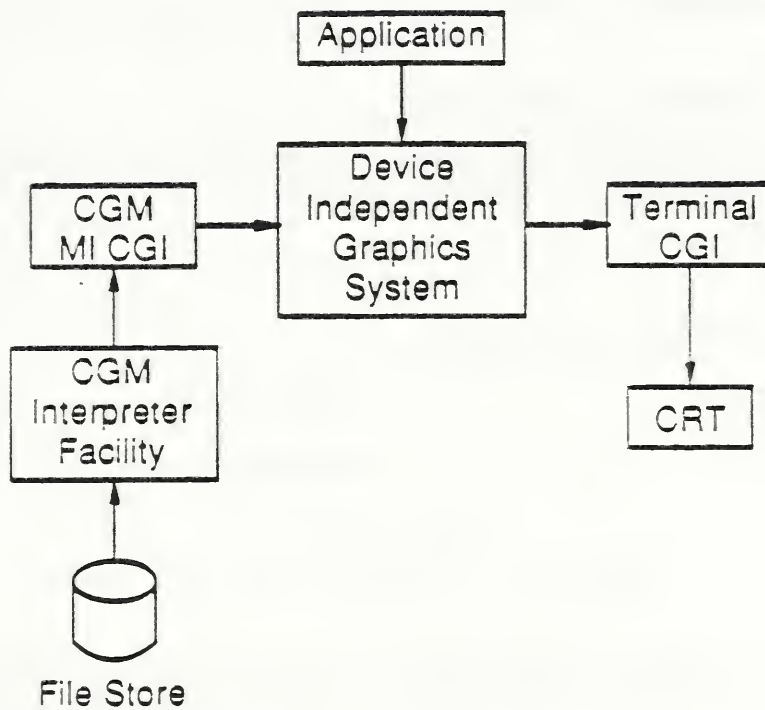 Application
Device
Independent
Graphics
System
CGM
MI CGI
Terminal
CGI
CGM
Interpreter
Facility
CRT
File Store